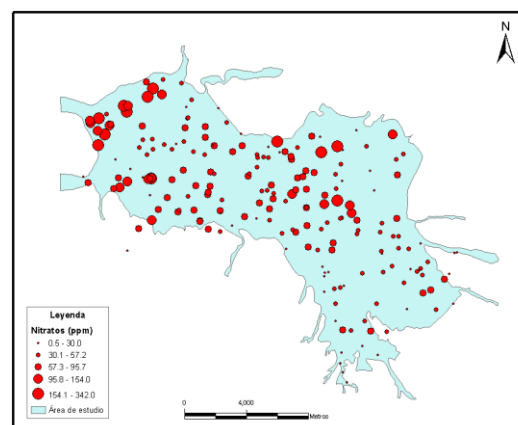 N
Leyenda
Nitratos (ppm)
0.5 - 30.0
30.1 - 57.2
57.3 - 95.7
95.8 - 154.0
154.1 - 342.0
Área de estudio
0 4,000
Metros